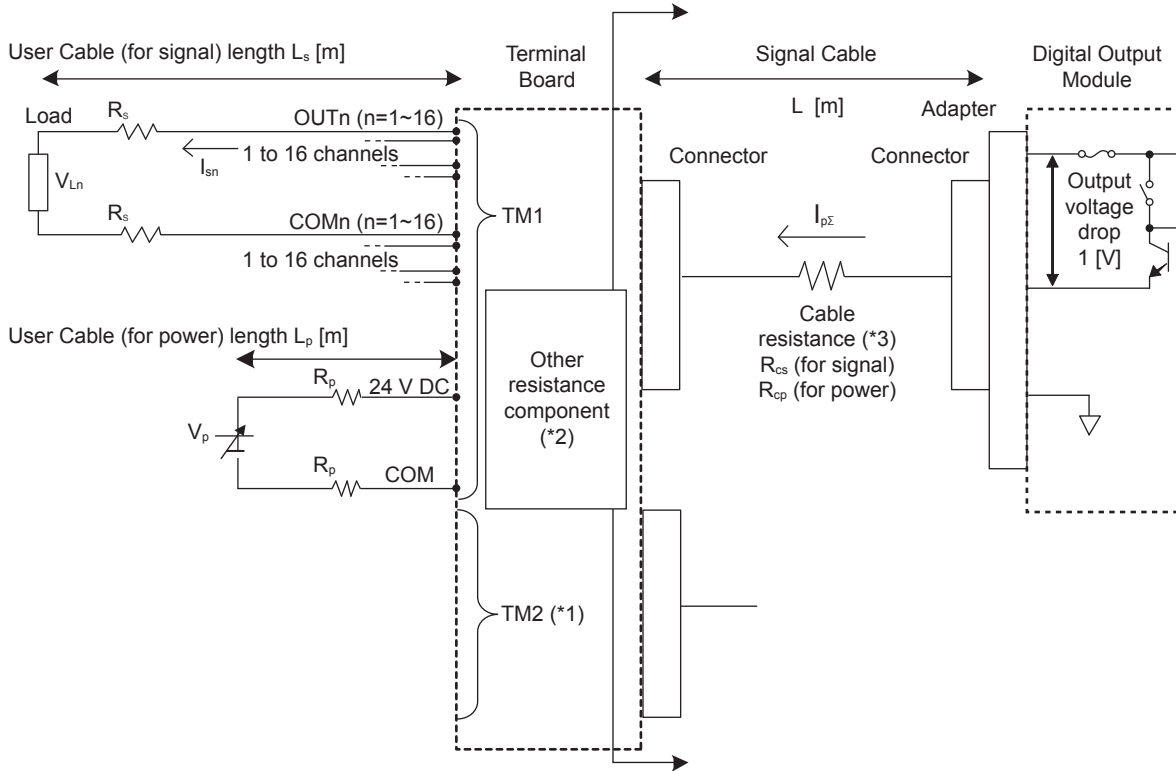 User Cable (for signal) length Ls [m]
Terminal
Board
Signal Cable
L [m]
Digital Output
Module
Adapter
Load
Rs
OUTn (n=1~16)
Isn
1 to 16 channels
VLn
Rs
COMn (n=1~16)
1 to 16 channels
TM1
Connector
Connector
IpΣ
Output
voltage
drop
1 [V]
Cable
resistance (*3)
Rcs (for signal)
Rcp (for power)
User Cable (for power) length Lp [m]
Rp
24 V DC
Vp
Rp
COM
Other
resistance
component
(*2)
TM2 (*1)